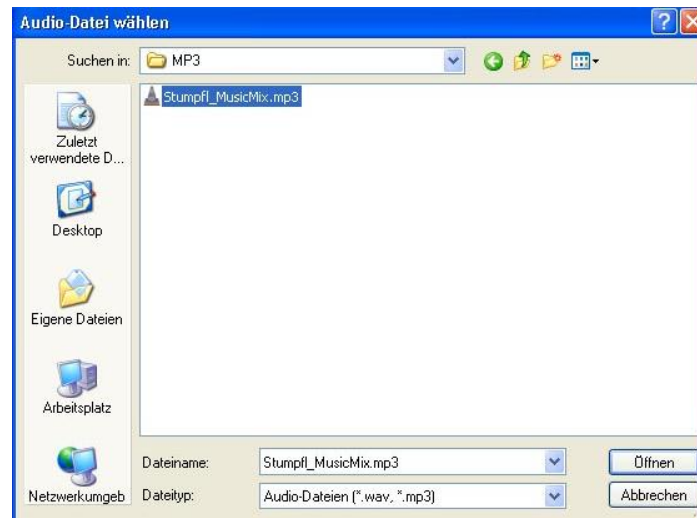 Audio-Datei wählen
Suchen in: MP3
Stumpfl_MusicMix.mp3
Zuletzt
verwendete D...
Desktop
Eigene Dateien
Arbeitsplatz
Netzwerkumgeb
Dateiname: Stumpfl_MusicMix.mp3 Öffnen
Dateityp: Audio-Dateien (*.wav, *.mp3) Abbrechen